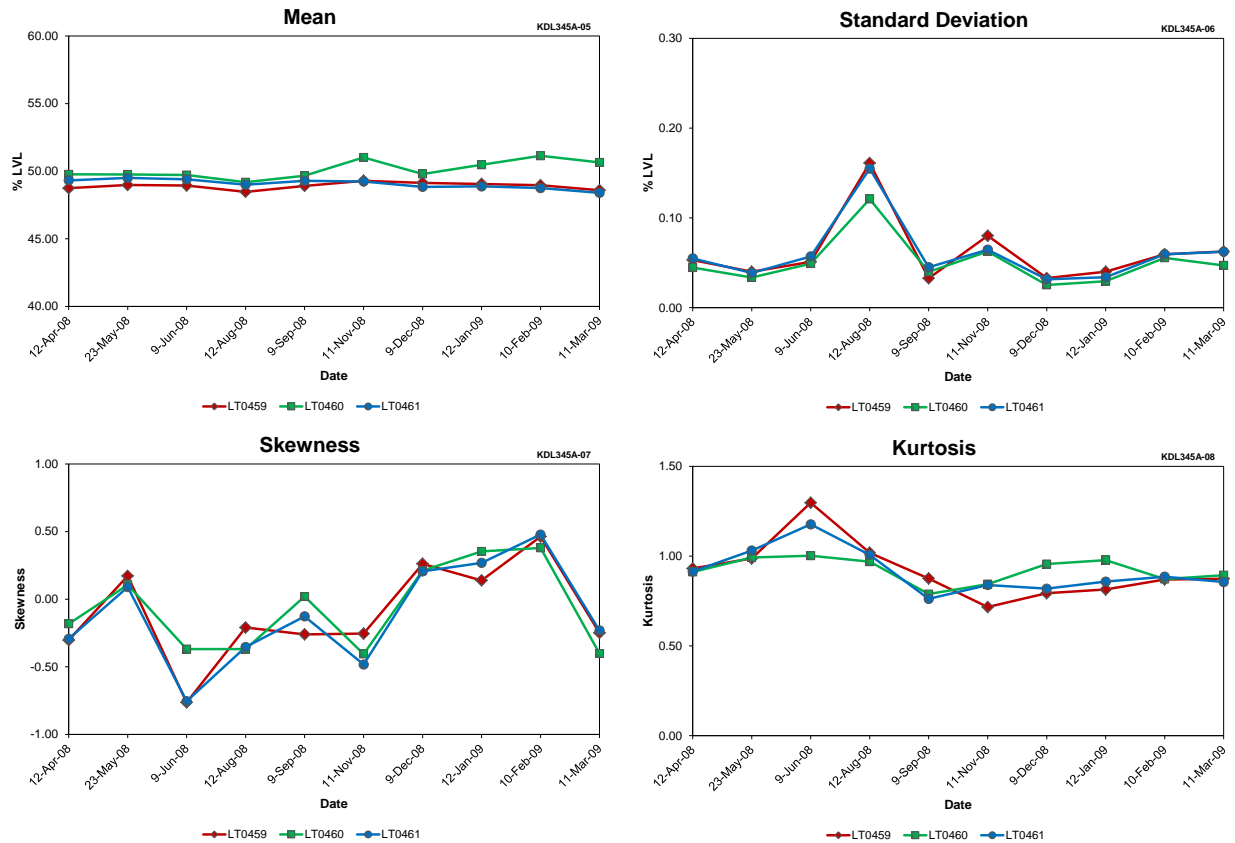 Mean
KDL345A-05
60.00
55.00
50.00
45.00
40.00
% LVL
12-Apr-08
23-May-08
9-Jun-08
12-Aug-08
9-Sep-08
11-Nov-08
9-Dec-08
12-Jan-09
10-Feb-09
11-Mar-09
Date
LT0459 LT0460 LT0461
Standard Deviation
KDL345A-06
0.30
0.20
0.10
0.00
% LVL
12-Apr-08
23-May-08
9-Jun-08
12-Aug-08
9-Sep-08
11-Nov-08
9-Dec-08
12-Jan-09
10-Feb-09
11-Mar-09
Date
LT0459 LT0460 LT0461
Skewness
KDL345A-07
1.00
0.50
0.00
-0.50
-1.00
Skewness
12-Apr-08
23-May-08
9-Jun-08
12-Aug-08
9-Sep-08
11-Nov-08
9-Dec-08
12-Jan-09
10-Feb-09
11-Mar-09
Date
LT0459 LT0460 LT0461
Kurtosis
KDL345A-08
1.50
1.00
0.50
0.00
Kurtosis
12-Apr-08
23-May-08
9-Jun-08
12-Aug-08
9-Sep-08
11-Nov-08
9-Dec-08
12-Jan-09
10-Feb-09
11-Mar-09
Date
LT0459 LT0460 LT0461